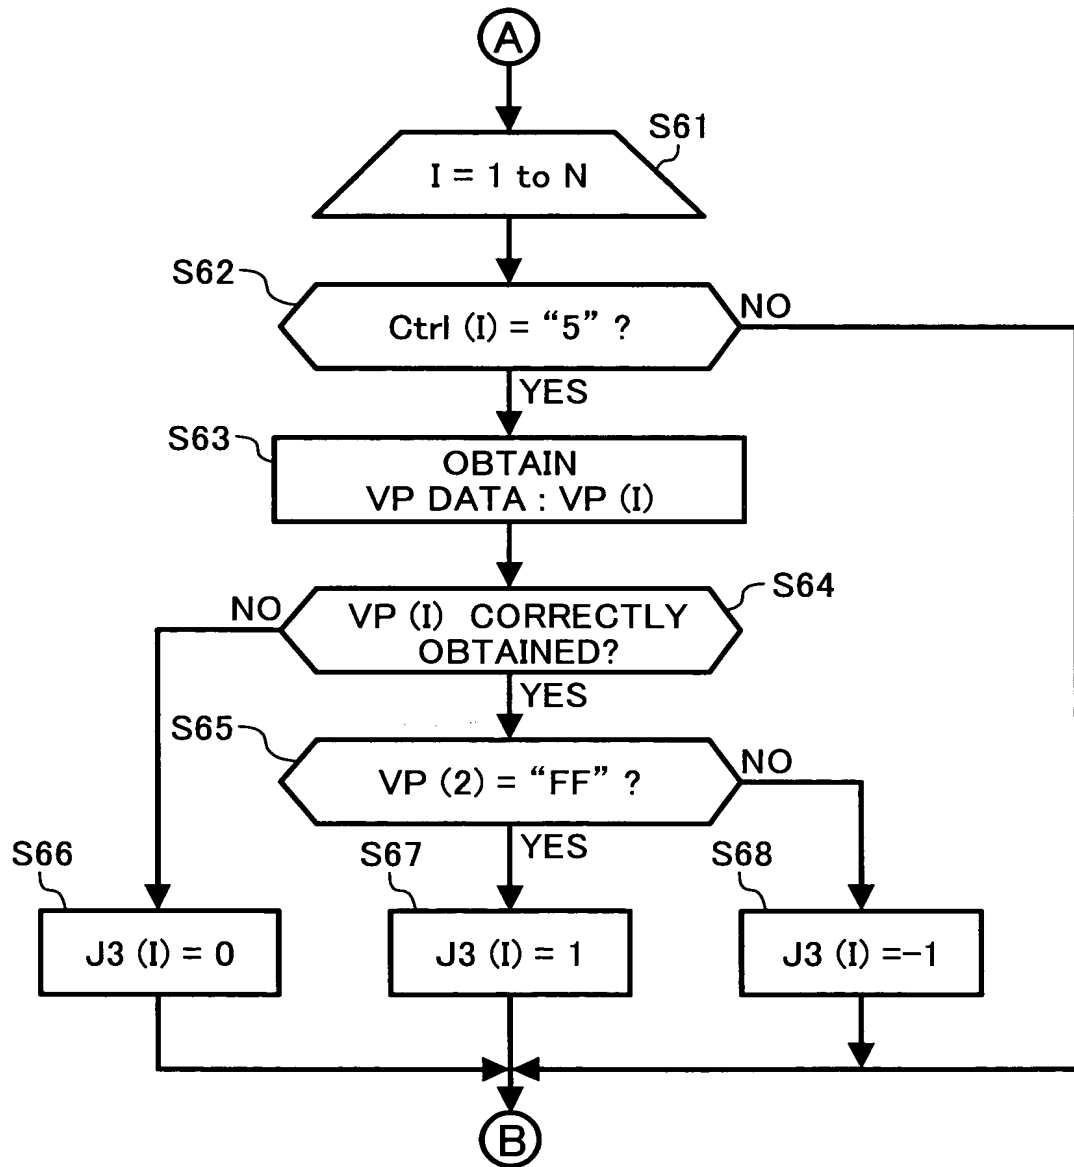 A
S61
I = 1 to N
S62
Ctrl (I) = “5” ?
NO
YES
S63
OBTAIN
VP DATA : VP (I)
S64
NO
VP (I) CORRECTLY
OBTAINED?
YES
S65
VP (2) = “FF” ?
NO
YES
S66
S67
S68
J3 (I) = 0
J3 (I) = 1
J3 (I) =-1
B